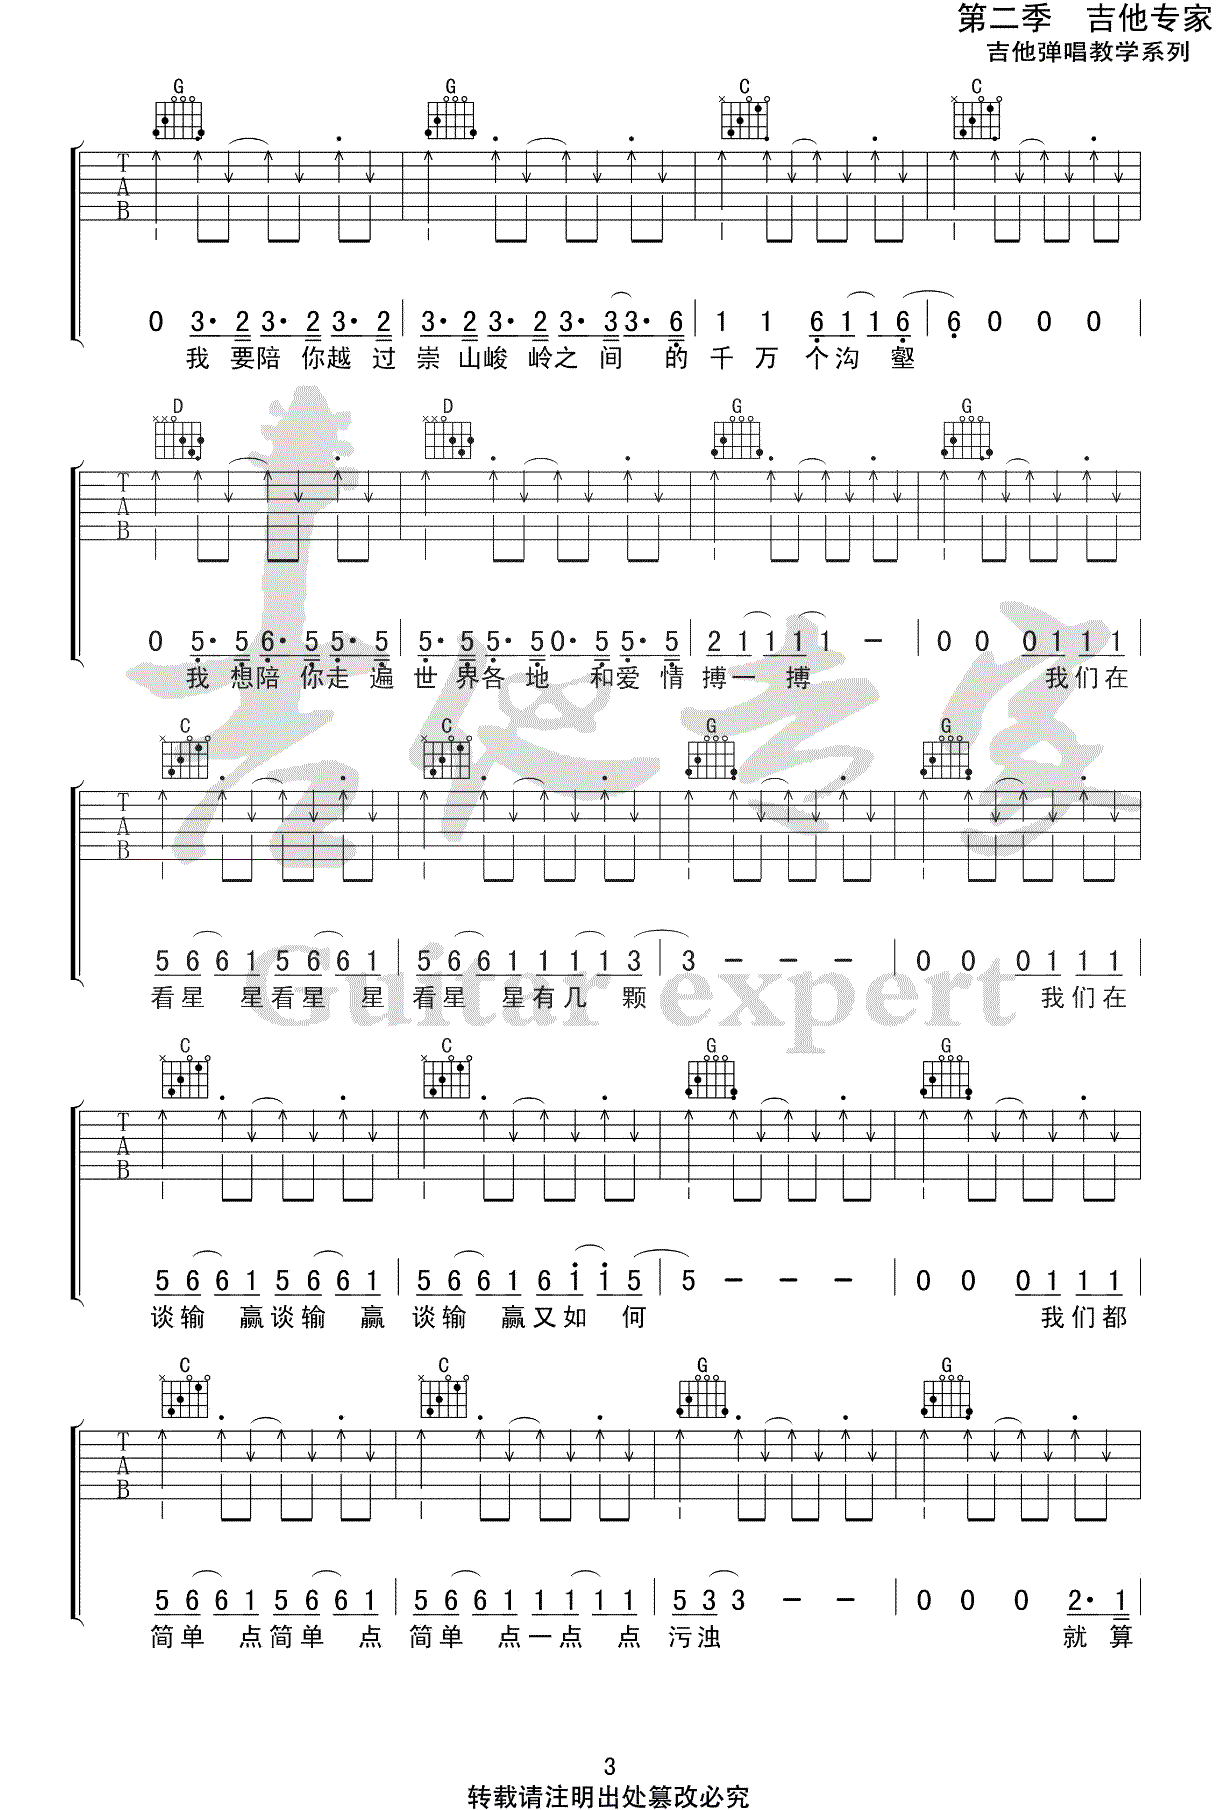 第二季　吉他专家
吉他弹唱教学系列
G G C C
T
A
B
0 3· 2 3· 2 3· 2 | 3· 2 3· 2 3· 3 3· 6 | 1 1 6 1 1 6 | 6 0 0 0 |
我 要陪 你越 过 崇 山峻 岭之 间 的 千 万 个沟 壑
D D G G
T
A
B
0 5· 5 6· 5 5· 5 | 5· 5 5· 5 0· 5 5· 5 | 2 1 1 1 1 – | 0 0 0 1 1 1 |
我 想陪 你走 遍 世 界各 地 和爱 情 搏一 搏 我们在
C C G G
T
A
B
5 6 6 1 5 6 6 1 | 5 6 6 1 1 1 1 3 | 3 – – – | 0 0 0 1 1 1 |
看星 星看星 星 看星 星有几 颗 我们在
Guitar expert
C C G G
T
A
B
5 6 6 1 5 6 6 1 | 5 6 6 1 6 1 1 5 | 5 – – – | 0 0 0 1 1 1 |
谈输 赢谈输 赢 谈输 赢又如 何 我们都
C C G G
T
A
B
5 6 6 1 5 6 6 1 | 5 6 6 1 1 1 1 1 | 5 3 3 – – | 0 0 0 2· 1 |
简单 点简单 点 简单 点一点 点 污浊 就 算
3
转载请注明出处篡改必究